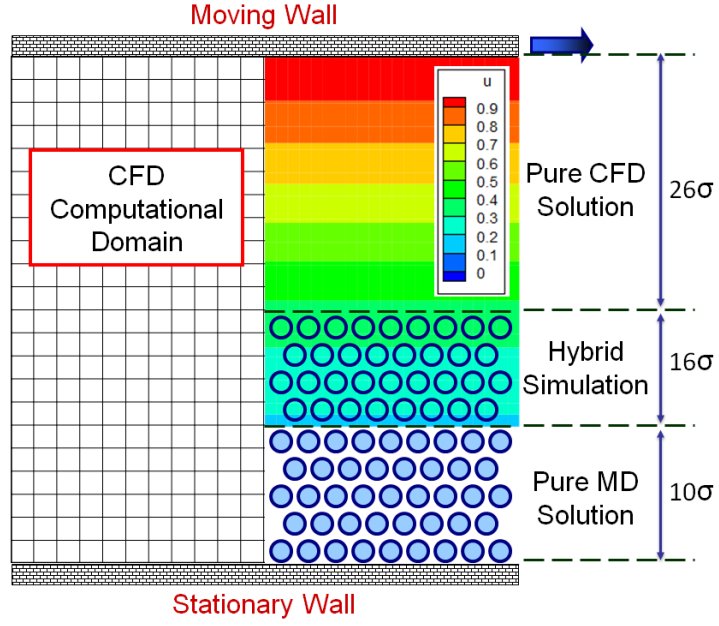 Moving Wall
u
0.9
0.8
0.7
0.6
0.5
0.4
0.3
0.2
0.1
0
CFD
Computational
Domain
Pure CFD
Solution
26σ
Hybrid
Simulation
16σ
Pure MD
Solution
10σ
Stationary Wall